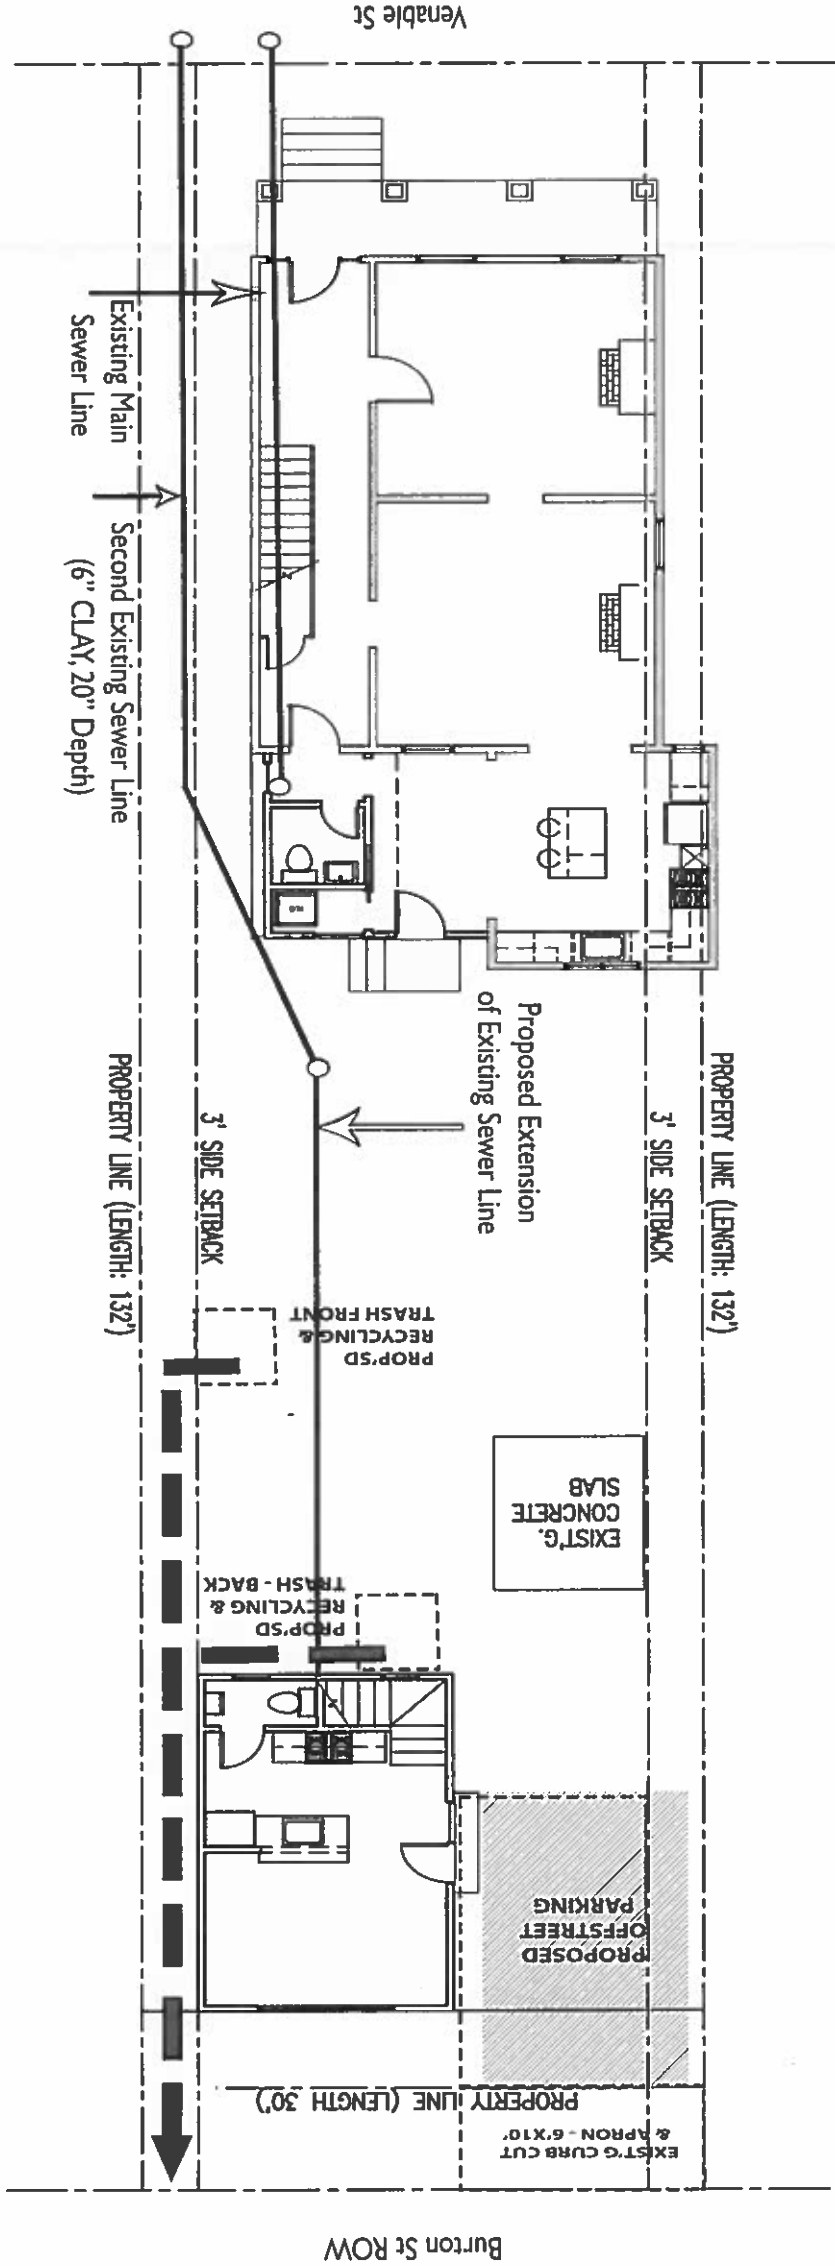 Venable St
Existing Main
Sewer Line
Second Existing Sewer Line
(6" CLAY, 20" Depth)
Proposed Extension
of Existing Sewer Line
PROPERTY LINE (LENGTH: 132')
3' SIDE SETBACK
3' SIDE SETBACK
PROPERTY LINE (LENGTH: 132')
PROP'SD
RECYCLING &
TRASH FRONT
EXIST'G.
CONCRETE
SLAB
PROP'SD
RECYCLING &
TRASH - BACK
PROPOSED
OFFSTREET
PARKING
PROPERTY LINE (LENGTH 30')
EXIST'G CURB CUT
& APRON - 6'X10'
Burton St ROW